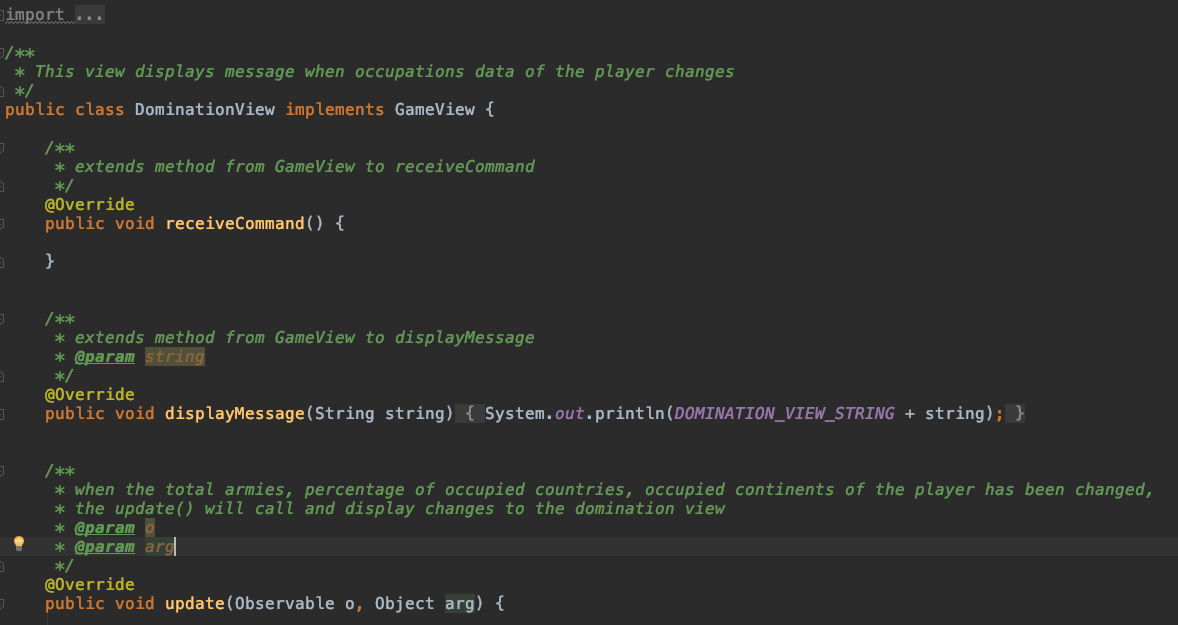 import ...
/**
* This view displays message when occupations data of the player changes
*/
public class DominationView implements GameView {
/**
* extends method from GameView to receiveCommand
*/
@Override
public void receiveCommand() {
}
/**
* extends method from GameView to displayMessage
* @param string
*/
@Override
public void displayMessage(String string) { System.out.println(DOMINATION_VIEW_STRING + string); }
/**
* when the total armies, percentage of occupied countries, occupied continents of the player has been changed,
* the update() will call and display changes to the domination view
* @param o
* @param arg
*/
@Override
public void update(Observable o, Object arg) {